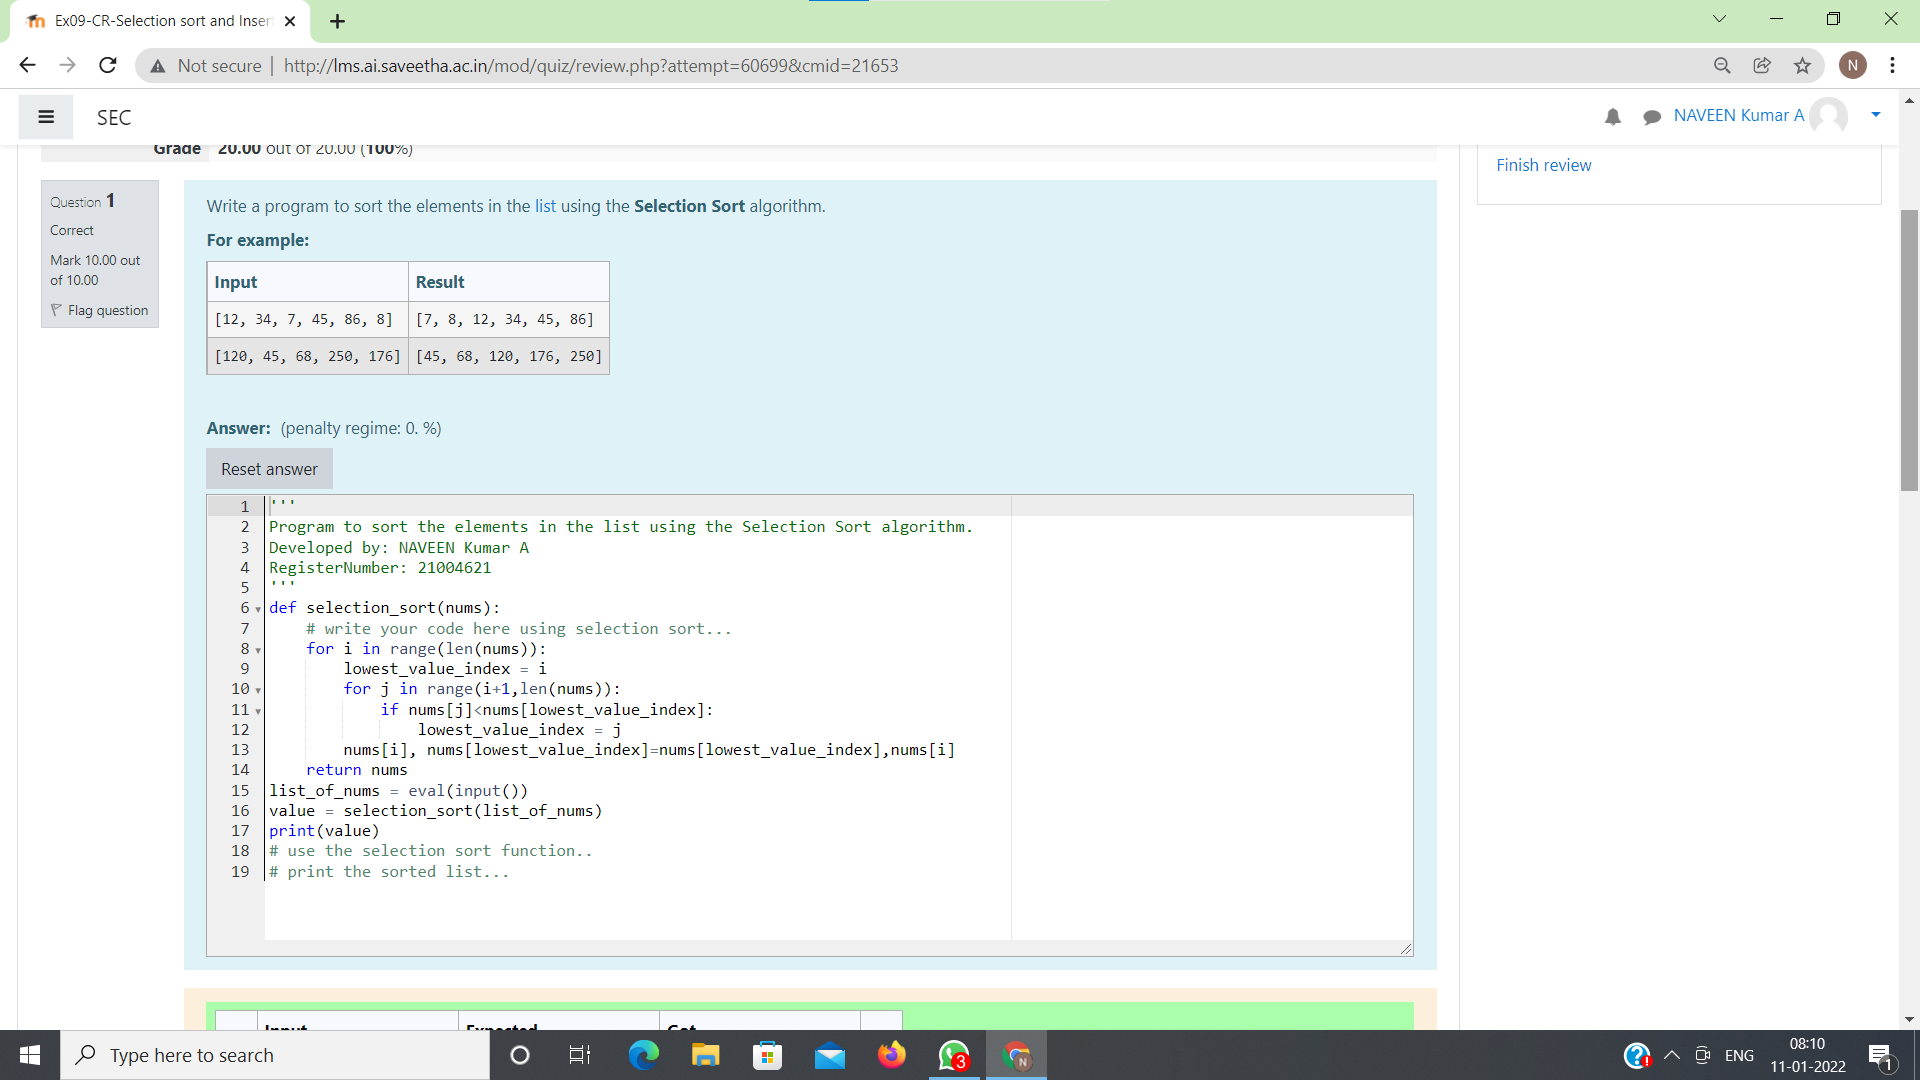 Ex09-CR-Selection sort and Inser
Not secure
http://lms.ai.saveetha.ac.in/mod/quiz/review.php?attempt=60699&cmid=21653
N
SEC
NAVEEN Kumar A
Grade 20.00 out of 20.00 (100%)
Finish review
Question 1
Correct
Mark 10.00 out
of 10.00
Flag question
Write a program to sort the elements in the list using the Selection Sort algorithm.
For example:
Input Result
[12, 34, 7, 45, 86, 8] [7, 8, 12, 34, 45, 86]
[120, 45, 68, 250, 176] [45, 68, 120, 176, 250]
Answer: (penalty regime: 0. %)
Reset answer
1 '''
2 Program to sort the elements in the list using the Selection Sort algorithm.
3 Developed by: NAVEEN Kumar A
4 RegisterNumber: 21004621
5 '''
6 def selection_sort(nums):
7     # write your code here using selection sort...
8     for i in range(len(nums)):
9         lowest_value_index = i
10         for j in range(i+1,len(nums)):
11             if nums[j]<nums[lowest_value_index]:
12                 lowest_value_index = j
13         nums[i], nums[lowest_value_index]=nums[lowest_value_index],nums[i]
14     return nums
15 list_of_nums = eval(input())
16 value = selection_sort(list_of_nums)
17 print(value)
18 # use the selection sort function..
19 # print the sorted list...
Input Expected Got
Type here to search
3
N
ENG
08:10
11-01-2022
1